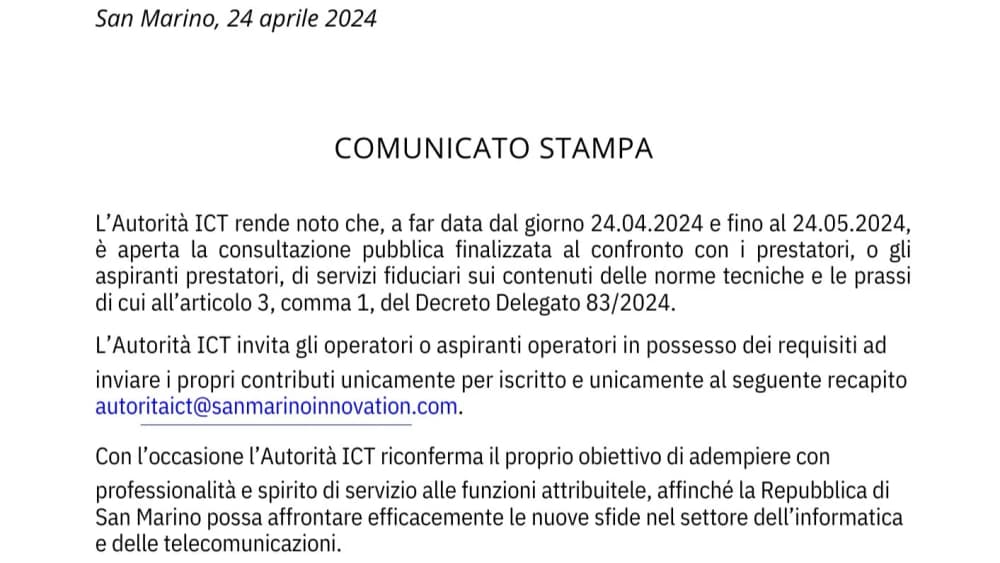 San Marino, 24 aprile 2024
COMUNICATO STAMPA
L’Autorità ICT rende noto che, a far data dal giorno 24.04.2024 e fino al 24.05.2024,
è aperta la consultazione pubblica finalizzata al confronto con i prestatori, o gli
aspiranti prestatori, di servizi fiduciari sui contenuti delle norme tecniche e le prassi
di cui all’articolo 3, comma 1, del Decreto Delegato 83/2024.
L’Autorità ICT invita gli operatori o aspiranti operatori in possesso dei requisiti ad
inviare i propri contributi unicamente per iscritto e unicamente al seguente recapito
autoritaict@sanmarinoinnovation.com.
Con l’occasione l’Autorità ICT riconferma il proprio obiettivo di adempiere con
professionalità e spirito di servizio alle funzioni attribuitele, affinché la Repubblica di
San Marino possa affrontare efficacemente le nuove sfide nel settore dell’informatica
e delle telecomunicazioni.